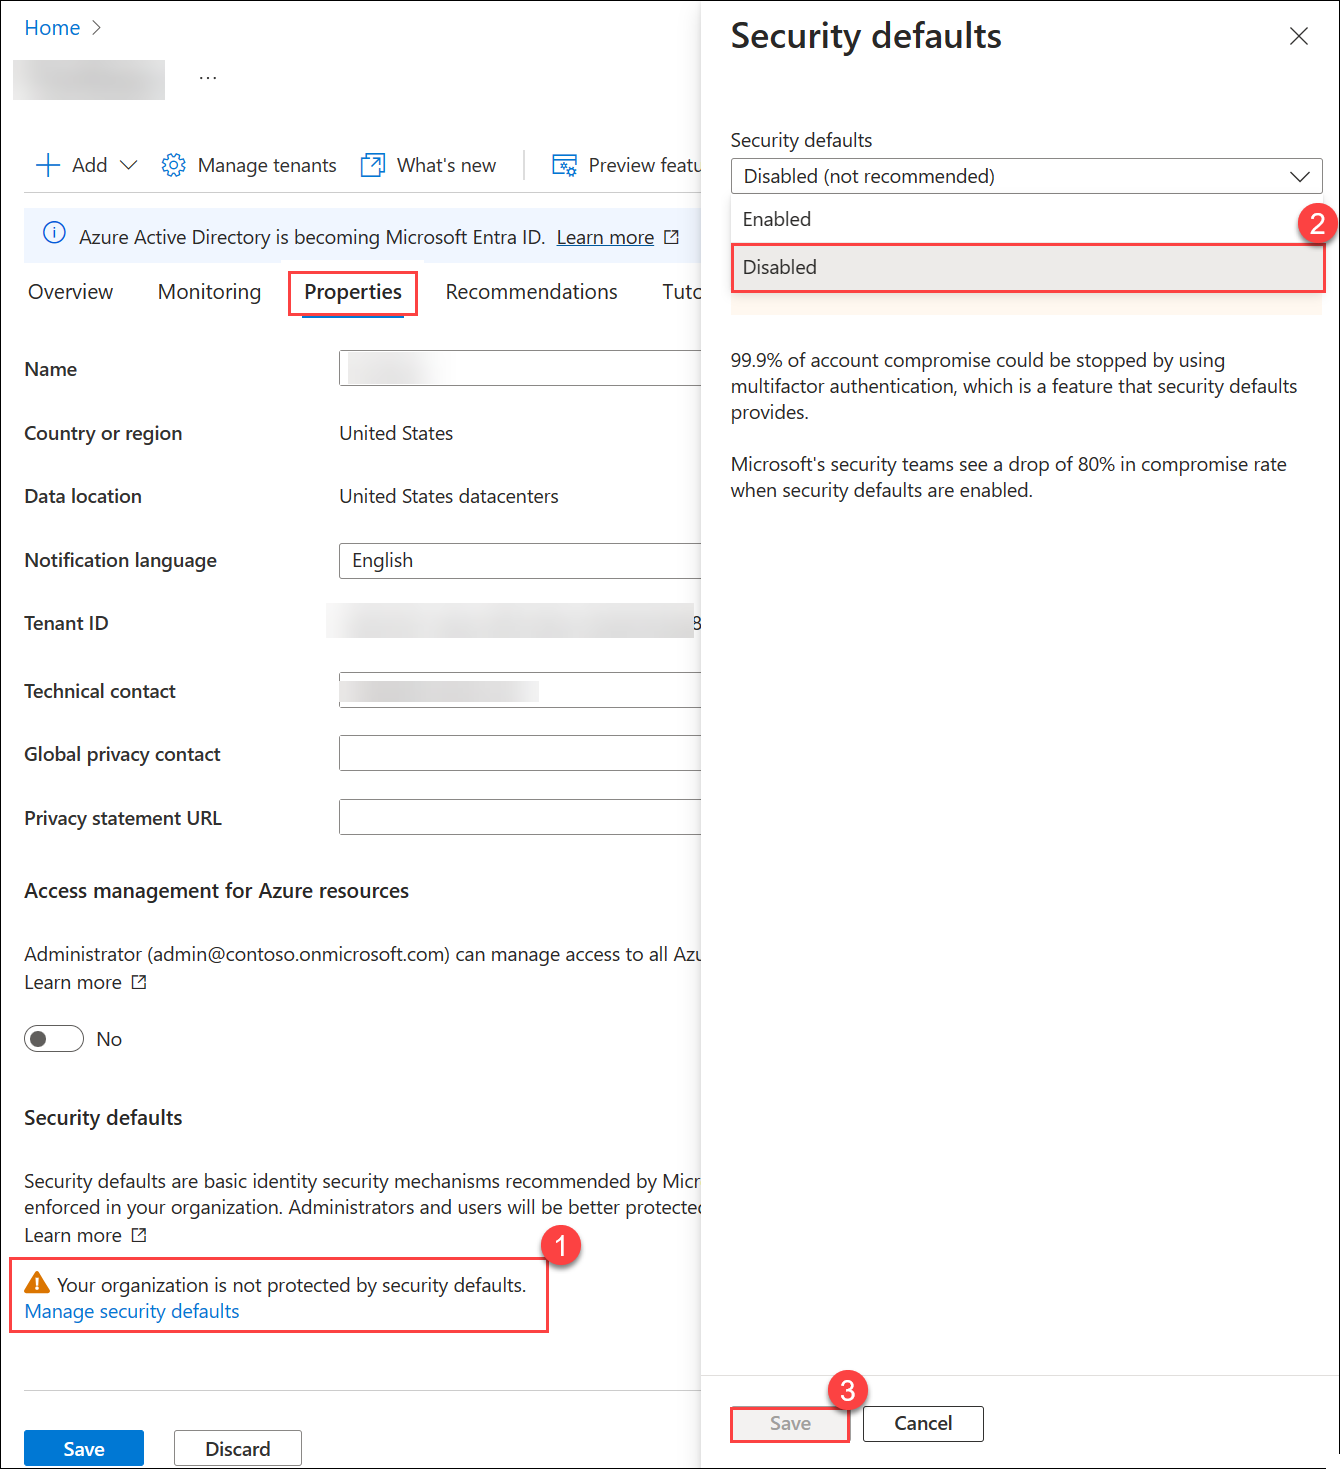 Home
Add
Manage tenants
What's new
Preview featu
Azure Active Directory is becoming Microsoft Entra ID. Learn more
Overview
Monitoring
Properties
Recommendations
Tuto
Name
Country or region
United States
Data location
United States datacenters
Notification language
English
Tenant ID
8
Technical contact
Global privacy contact
Privacy statement URL
Access management for Azure resources
Administrator (admin@contoso.onmicrosoft.com) can manage access to all Azu
Learn more
No
Security defaults
Security defaults are basic identity security mechanisms recommended by Micr
enforced in your organization. Administrators and users will be better protected
Learn more
1
Your organization is not protected by security defaults.
Manage security defaults
Save
Discard
Security defaults
Security defaults
Disabled (not recommended)
Enabled
2
Disabled
99.9% of account compromise could be stopped by using
multifactor authentication, which is a feature that security defaults
provides.
Microsoft's security teams see a drop of 80% in compromise rate
when security defaults are enabled.
3
Save
Cancel